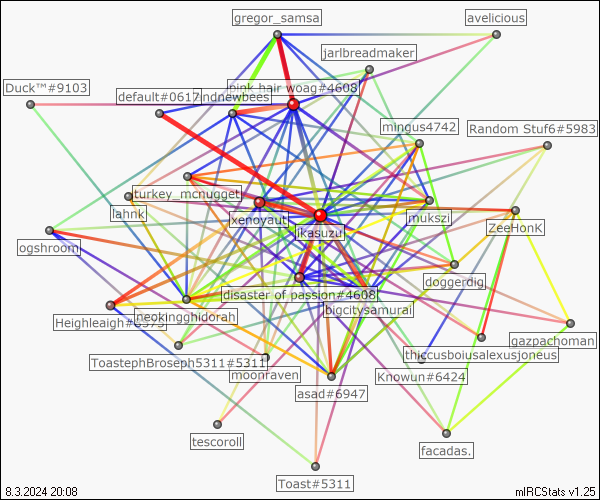 gregor_samsa
avelicious
jarlbreadmaker
Duck™#9103
pink hair woag#4608
default#0617
ndnewbees
mingus4742
Random Stuf6#5983
turkey_mcnugget
lahnk
xenoyaut
mukszi
ikasuzu
ZeeHonK
ogshroom
doggerdig
disaster of passion#4608
neokingghidorah
bigcitysamurai
gazpachoman
thiccusboiusalexusjoneus
ToastephBroseph5311#5311
moonraven
Knowun#6424
asad#6947
tescoroll
facadas.
Toast#5311
8.3.2024 20:08
mIRCStats v1.25